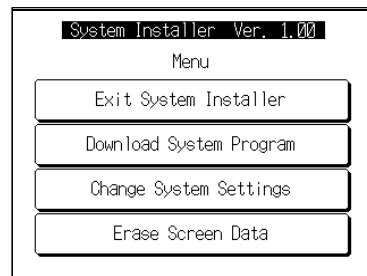 System Installer Ver. 1.00
Menu
Exit System Installer
Download System Program
Change System Settings
Erase Screen Data